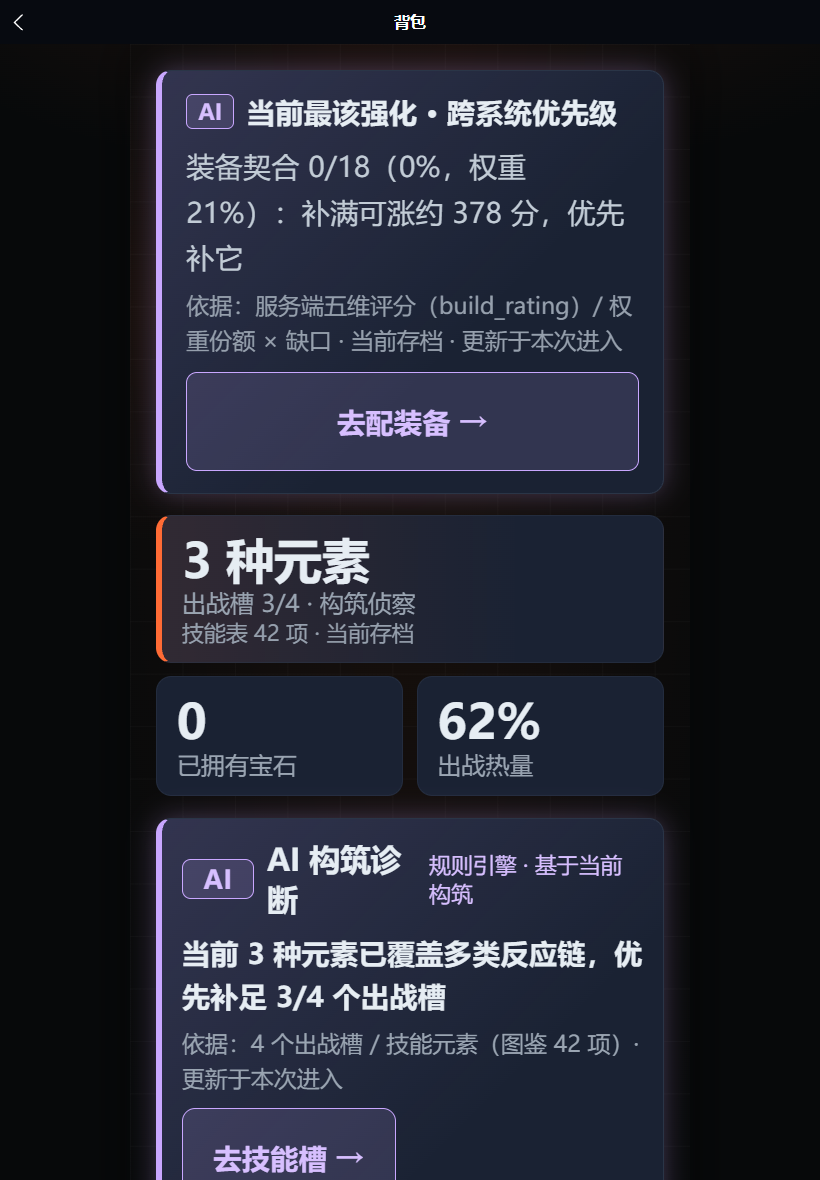 背包
AI 当前最该强化 • 跨系统优先级
装备契合 0/18（0%，权重
21%）：补满可涨约 378 分，优先
补它
依据：服务端五维评分（build_rating）/ 权
重份额 × 缺口 · 当前存档 · 更新于本次进入
去配装备 →
3 种元素
出战槽 3/4 · 构筑侦察
技能表 42 项 · 当前存档
0
已拥有宝石
62%
出战热量
AI
AI 构筑诊
断
规则引擎 · 基于当前
构筑
当前 3 种元素已覆盖多类反应链，优
先补足 3/4 个出战槽
依据：4 个出战槽 / 技能元素（图鉴 42 项）·
更新于本次进入
去技能槽 →